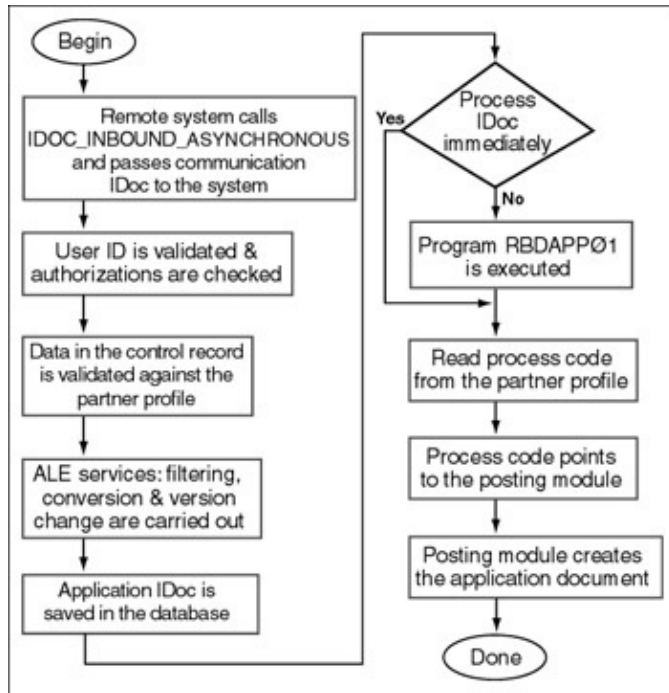 Begin
Remote system calls
IDOC_INBOUND_ASYNCHRONOUS
and passes communication
IDoc to the system
User ID is validated &
authorizations are checked
Data in the control record
is validated against the
partner profile
ALE services: filtering,
conversion & version
change are carried out
Application IDoc is
saved in the database
Process
IDoc
immediately
Yes
No
Program RBDAPPØ1
is executed
Read process code
from the partner profile
Process code points
to the posting module
Posting module creates
the application document
Done